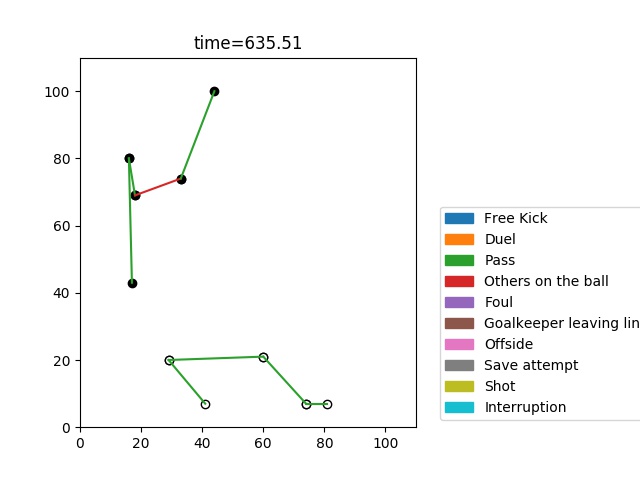 time=635.51
100
80
60
40
20
0
0 20 40 60 80 100
Free Kick
Duel
Pass
Others on the ball
Foul
Goalkeeper leaving lin
Offside
Save attempt
Shot
Interruption